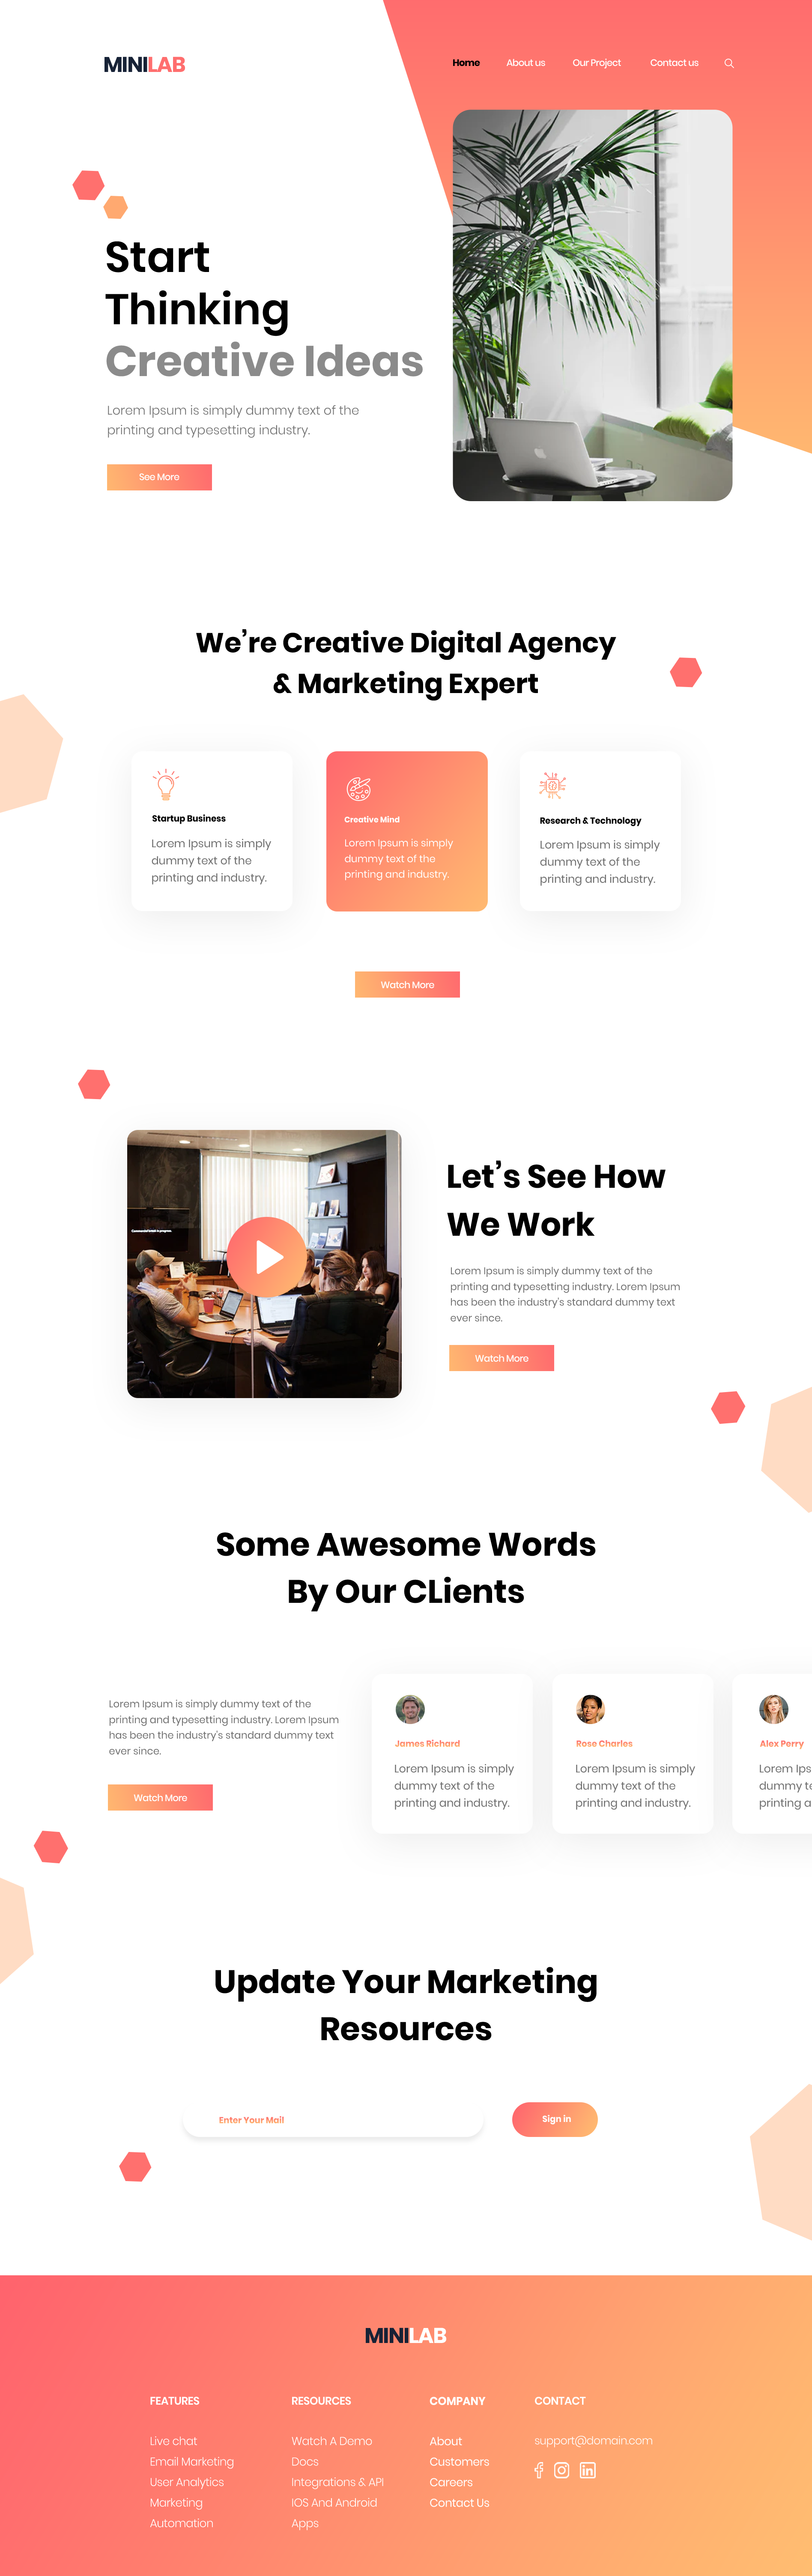 MINILAB
Home
About us
Our Project
Contact us
Start
Thinking
Creative Ideas
Lorem Ipsum is simply dummy text of the
printing and typesetting industry.
See More
We're Creative Digital Agency
& Marketing Expert
Startup Business
Lorem Ipsum is simply
dummy text of the
printing and industry.
Creative Mind
Lorem Ipsum is simply
dummy text of the
printing and industry.
Research & Technology
Lorem Ipsum is simply
dummy text of the
printing and industry.
Watch More
Let's See How
We Work
Lorem Ipsum is simply dummy text of the
printing and typesetting industry. Lorem Ipsum
has been the industry's standard dummy text
ever since.
Watch More
Some Awesome Words
By Our CLients
Lorem Ipsum is simply dummy text of the
printing and typesetting industry. Lorem Ipsum
has been the industry's standard dummy text
ever since.
Watch More
James Richard
Lorem Ipsum is simply
dummy text of the
printing and industry.
Rose Charles
Lorem Ipsum is simply
dummy text of the
printing and industry.
Alex Perry
Lorem Ips
dummy te
printing a
Update Your Marketing
Resources
Enter Your Mail
Sign in
MINILAB
FEATURES
Live chat
Email Marketing
User Analytics
Marketing
Automation
RESOURCES
Watch A Demo
Docs
Integrations & API
IOS And Android
Apps
COMPANY
About
Customers
Careers
Contact Us
CONTACT
support@domain.com